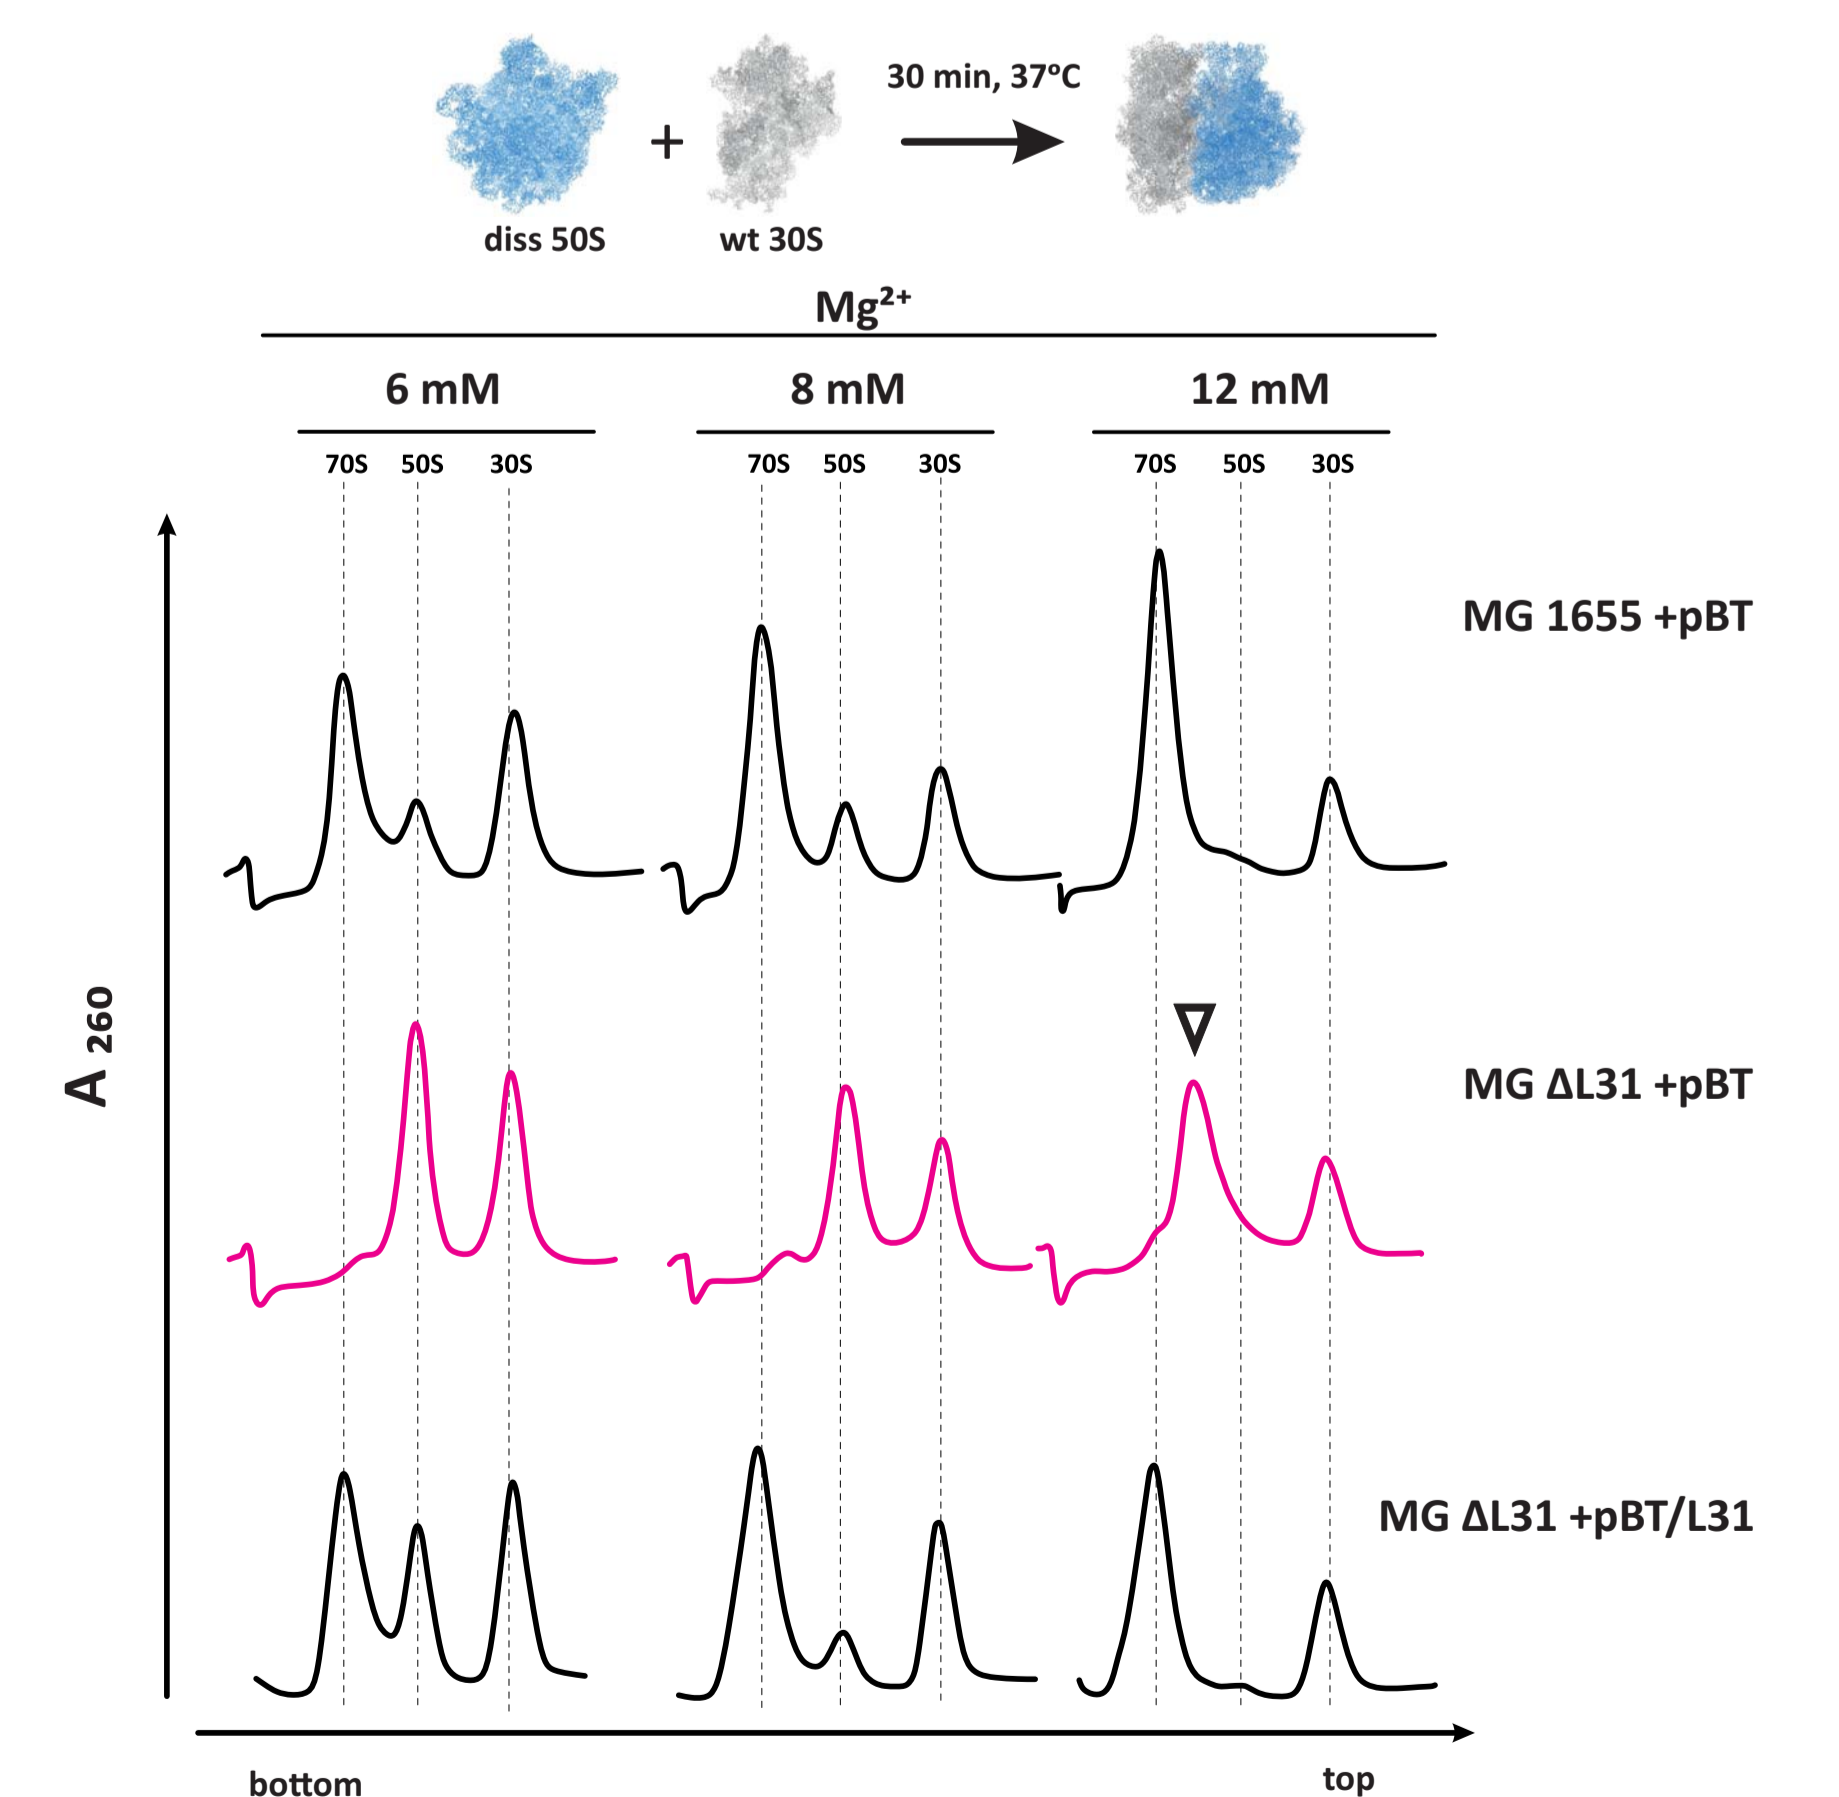 30 min, 37ºC
+
diss 50S wt 30S
Mg²⁺
6 mM 8 mM 12 mM
70S 50S 30S 70S 50S 30S 70S 50S 30S
MG 1655 +pBT
A 260
MG ΔL31 +pBT
MG ΔL31 +pBT/L31
bottom top